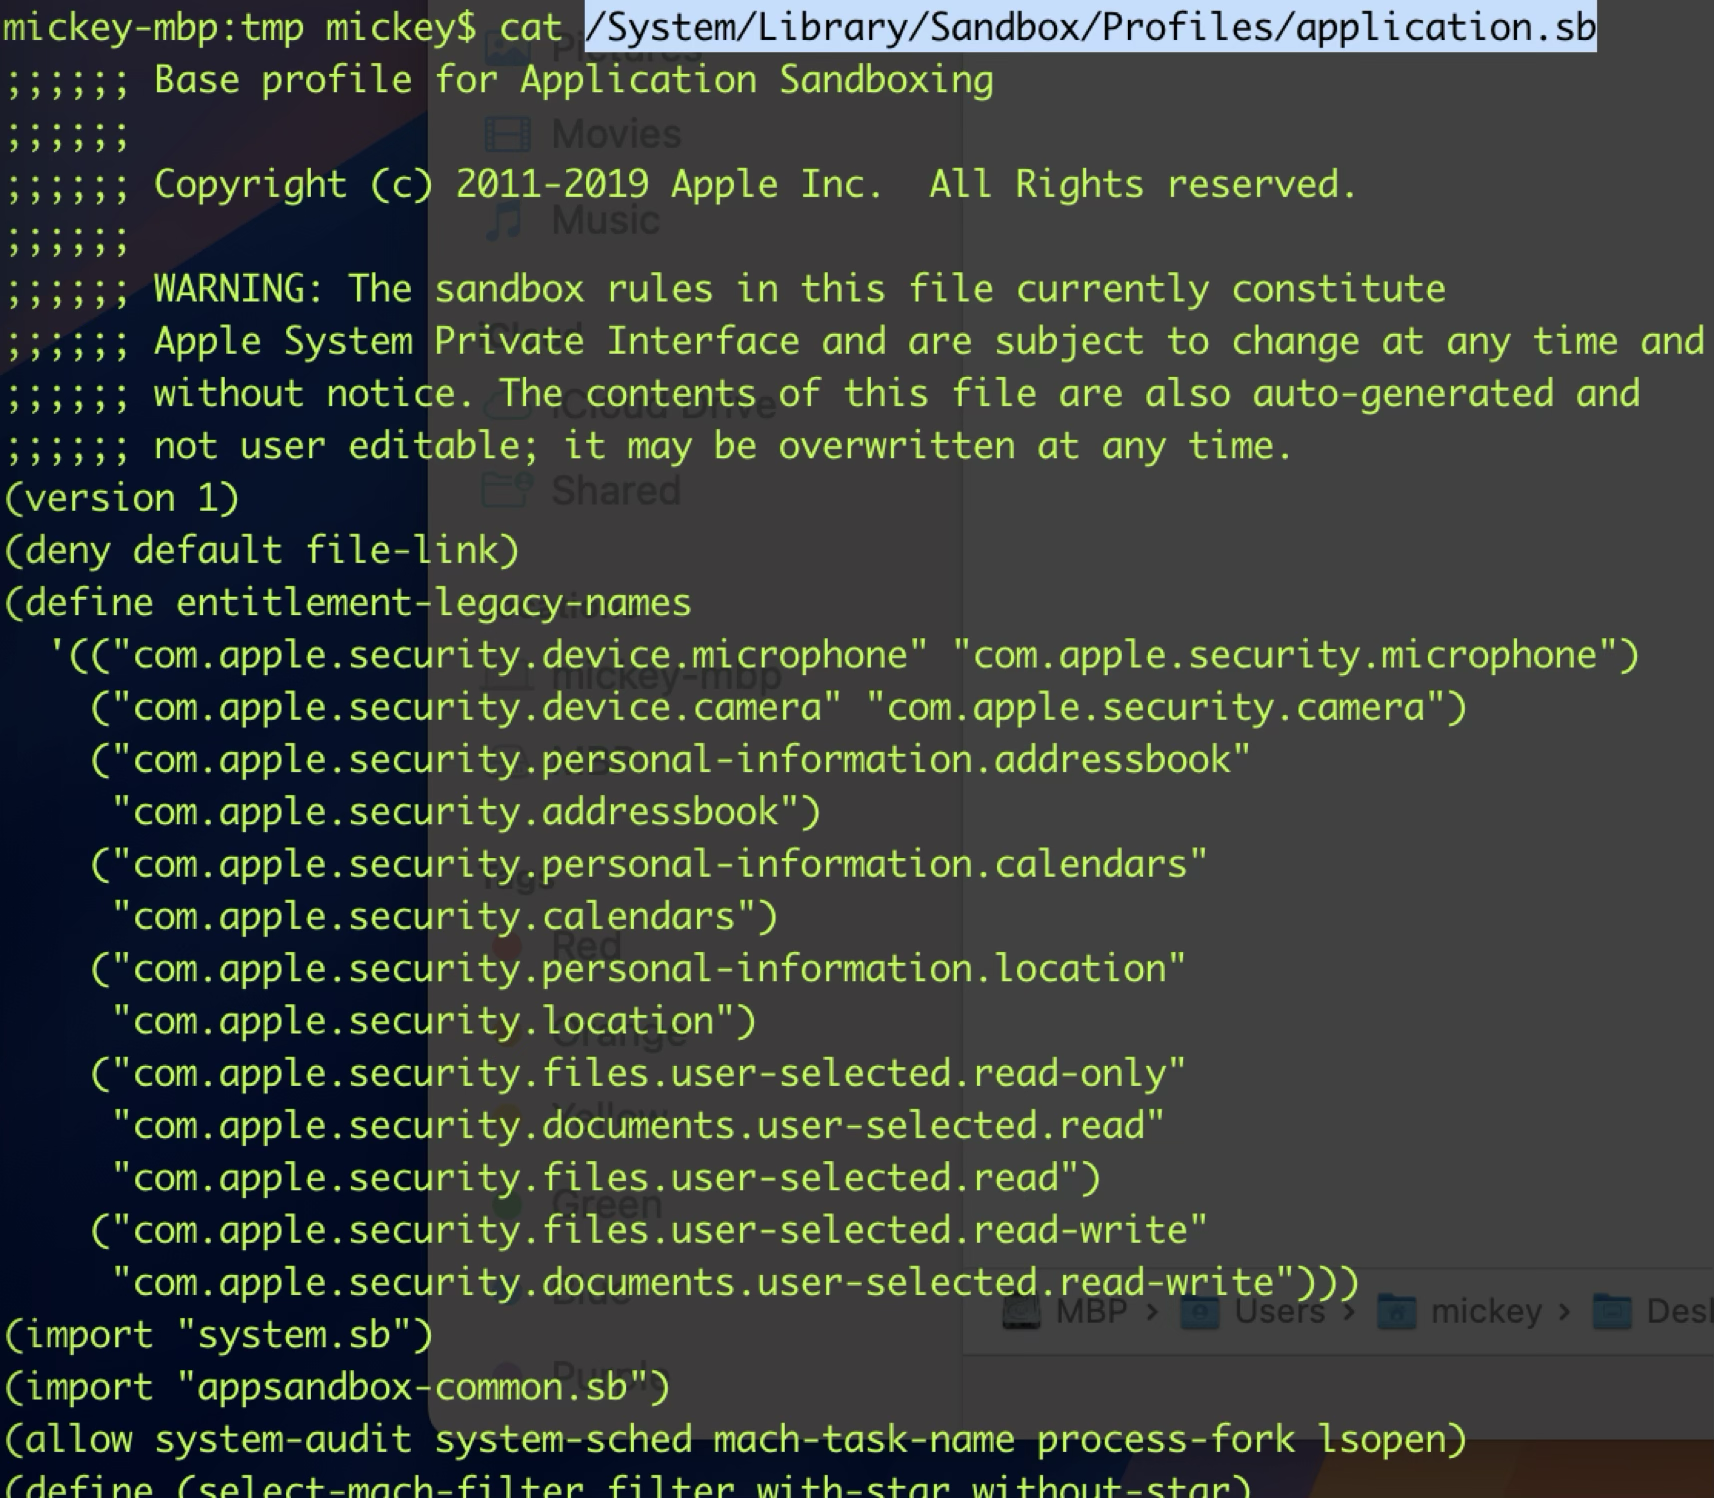 mickey-mbp:tmp mickey$ cat /System/Library/Sandbox/Profiles/application.sb
;;;;;; Base profile for Application Sandboxing
;;;;;;
;;;;;; Copyright (c) 2011-2019 Apple Inc.  All Rights reserved.
;;;;;;
;;;;;; WARNING: The sandbox rules in this file currently constitute
;;;;;; Apple System Private Interface and are subject to change at any time and
;;;;;; without notice. The contents of this file are also auto-generated and
;;;;;; not user editable; it may be overwritten at any time.
(version 1)
(deny default file-link)
(define entitlement-legacy-names
  '(("com.apple.security.device.microphone" "com.apple.security.microphone")
    ("com.apple.security.device.camera" "com.apple.security.camera")
    ("com.apple.security.personal-information.addressbook"
     "com.apple.security.addressbook")
    ("com.apple.security.personal-information.calendars"
     "com.apple.security.calendars")
    ("com.apple.security.personal-information.location"
     "com.apple.security.location")
    ("com.apple.security.files.user-selected.read-only"
     "com.apple.security.documents.user-selected.read"
     "com.apple.security.files.user-selected.read")
    ("com.apple.security.files.user-selected.read-write"
     "com.apple.security.documents.user-selected.read-write")))
(import "system.sb")
(import "appsandbox-common.sb")
(allow system-audit system-sched mach-task-name process-fork lsopen)
(define (select-mach-filter filter with-star without-star)
Pictures
Movies
Music
iCloud
iCloud Drive
Shared
Locations
mickey-mbp
MBP
Tags
Red
Orange
Yellow
Green
Blue
Purple
MBP > Users > mickey >